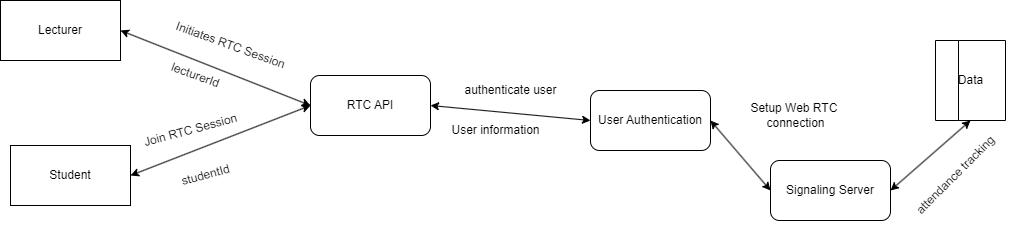 Lecturer
Initiates RTC Session
lecturerId
RTC API
Join RTC Session
studentId
Student
authenticate user
User information
User Authentication
Setup Web RTC
connection
Signaling Server
Data
attendance tracking